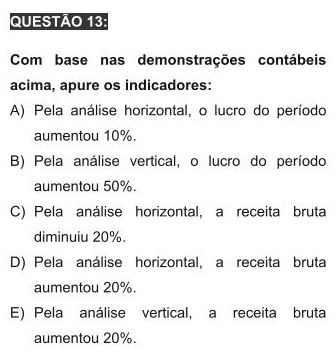 QUESTÃO 13:
Com base nas demonstrações contábeis
acima, apure os indicadores:
A) Pela análise horizontal, o lucro do período
aumentou 10%.
B) Pela análise vertical, o lucro do período
aumentou 50%.
C) Pela análise horizontal, a receita bruta
diminuiu 20%.
D) Pela análise horizontal, a receita bruta
aumentou 20%.
E) Pela análise vertical, a receita bruta
aumentou 20%.